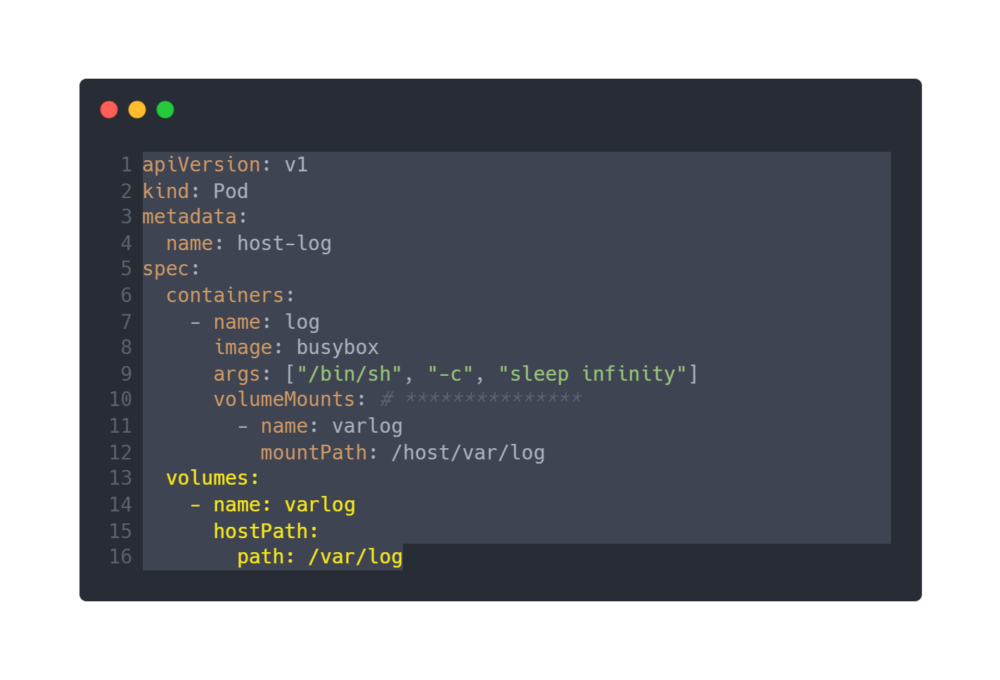 1 apiVersion: v1
2 kind: Pod
3 metadata:
4   name: host-log
5 spec:
6   containers:
7     - name: log
8       image: busybox
9       args: ["/bin/sh", "-c", "sleep infinity"]
10       volumeMounts: # ***************
11         - name: varlog
12           mountPath: /host/var/log
13   volumes:
14     - name: varlog
15       hostPath:
16         path: /var/log